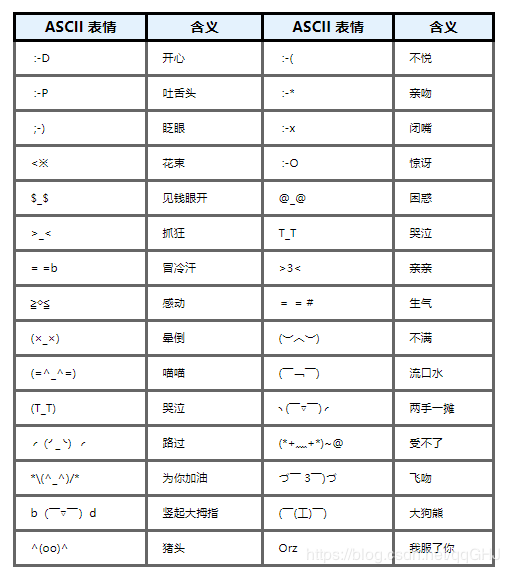 ASCII 表情 含义 ASCII 表情 含义
:-D 开心 :-( 不悦
:-P 吐舌头 :-* 亲吻
;-) 眨眼 :-x 闭嘴
<※ 花束 :-O 惊讶
$_$ 见钱眼开 @_@ 困惑
>_< 抓狂 T_T 哭泣
= =b 冒冷汗 >3< 亲亲
≧◇≦ 感动 = = # 生气
(×_×) 晕倒 (︶︿︶) 不满
(=^_^=) 喵喵 (￣﹁￣) 流口水
(T_T) 哭泣 ヽ(￣▽￣)╭ 两手一摊
╭ (′_`) ╭ 路过 (*+﹏+*)~@ 受不了
*\(^_^)/* 为你加油 づ￣ 3￣)づ 飞吻
b (￣▽￣) d 竖起大拇指 (￣(工)￣) 大狗熊
^(oo)^ 猪头 Orz 我服了你